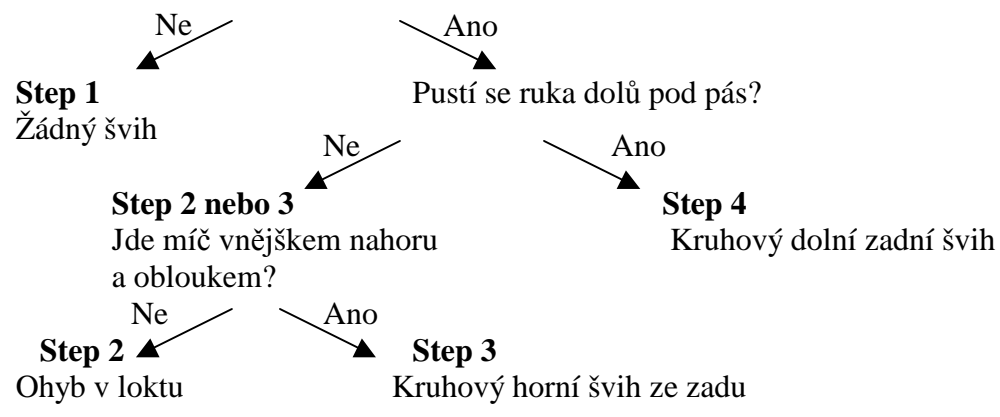 Ne Ano
Step 1 Pustí se ruka dolů pod pás?
Žádný švih
Ne Ano
Step 2 nebo 3 Step 4
Jde míč vnějškem nahoru Kruhový dolní zadní švih
a obloukem?
Ne Ano
Step 2 Step 3
Ohyb v loktu Kruhový horní švih ze zadu